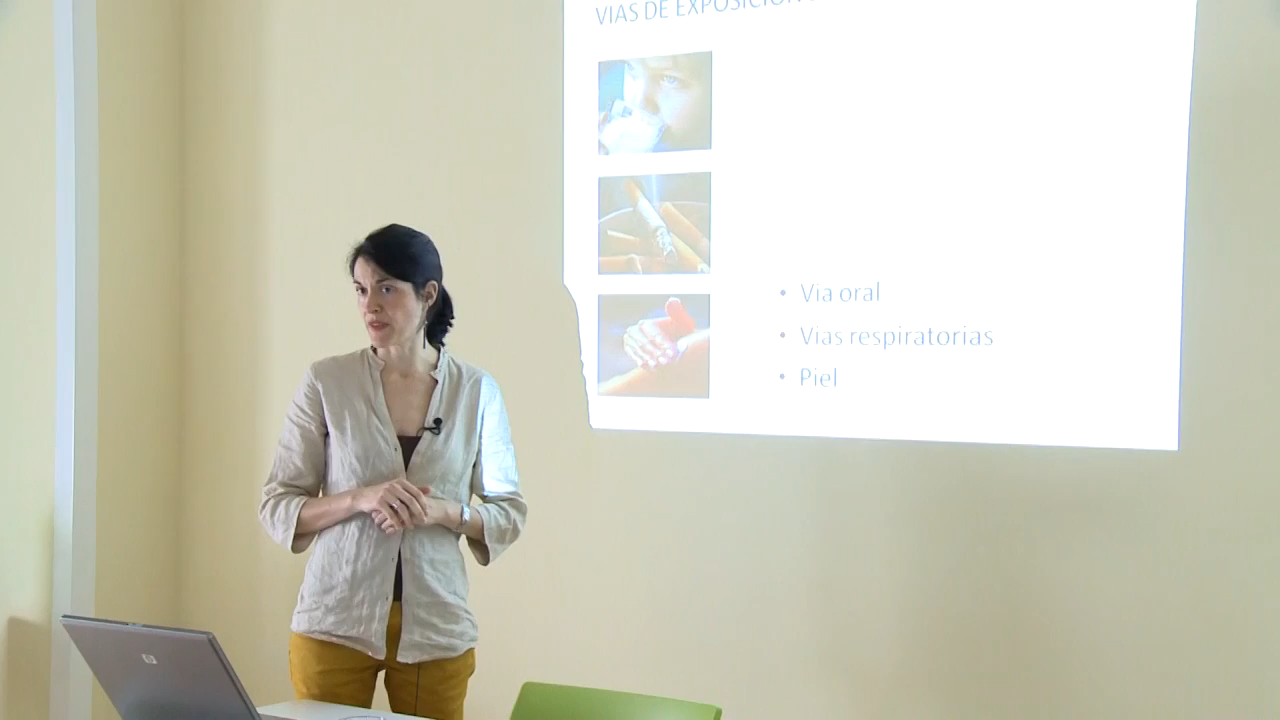 VIAS DE EXPOSICIÓN
• Via oral
• Vias respiratorias
• Piel